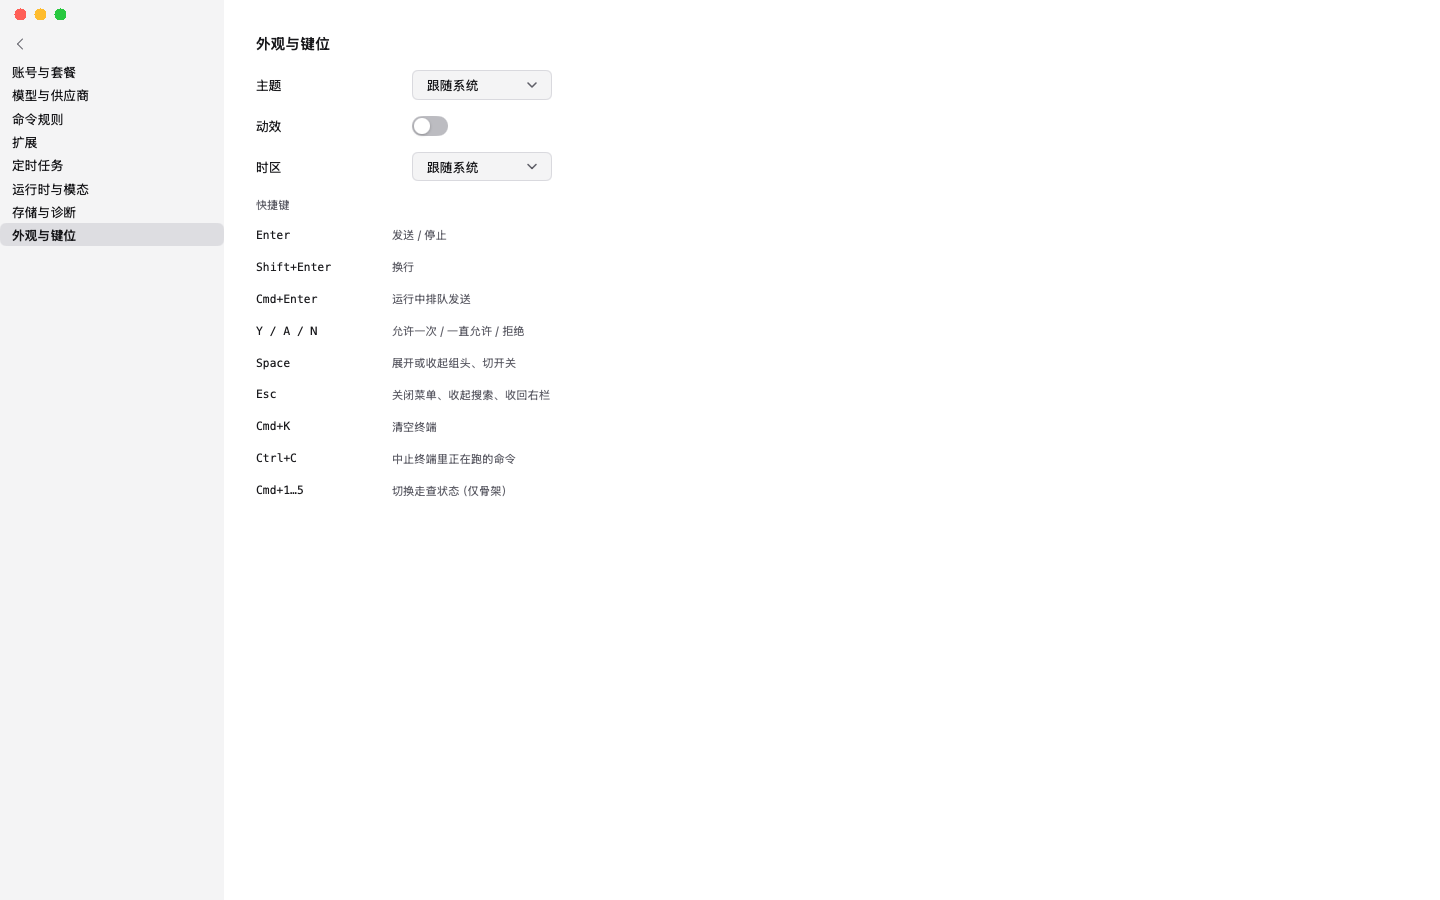 账号与套餐
模型与供应商
命令规则
扩展
定时任务
运行时与模态
存储与诊断
外观与键位
外观与键位
主题 跟随系统
动效
时区 跟随系统
快捷键
Enter 发送 / 停止
Shift+Enter 换行
Cmd+Enter 运行中排队发送
Y / A / N 允许一次 / 一直允许 / 拒绝
Space 展开或收起组头、切开关
Esc 关闭菜单、收起搜索、收回右栏
Cmd+K 清空终端
Ctrl+C 中止终端里正在跑的命令
Cmd+1…5 切换走查状态（仅骨架）